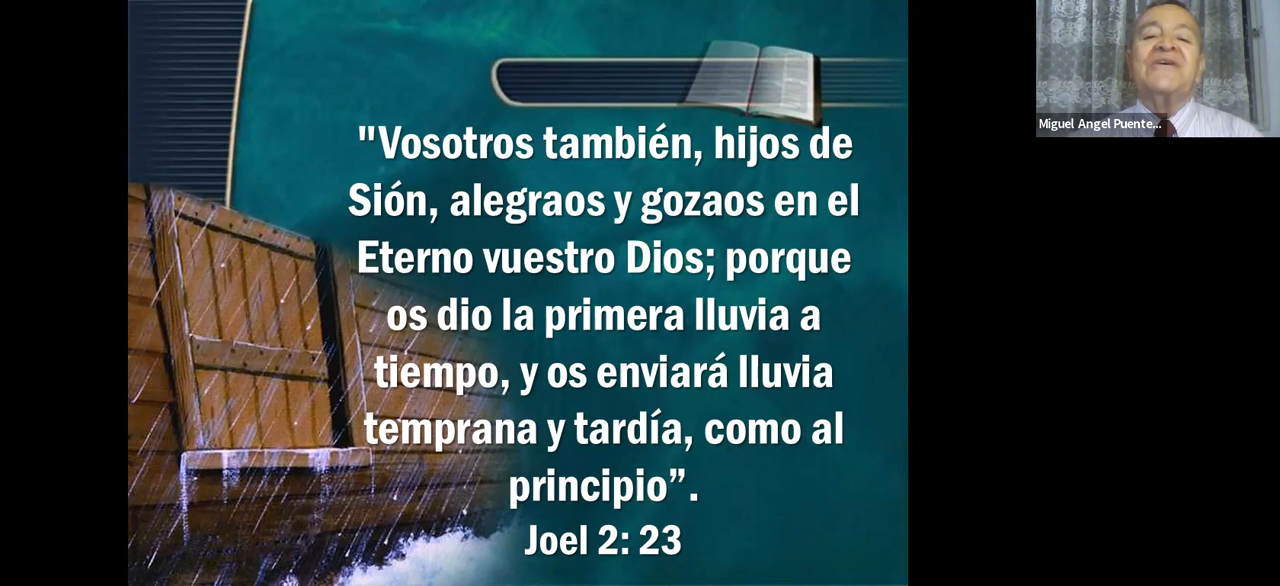 "Vosotros también, hijos de
Sión, alegraos y gozaos en el
Eterno vuestro Dios; porque
os dio la primera lluvia a
tiempo, y os enviará lluvia
temprana y tardía, como al
principio”.
Joel 2: 23
Miguel Angel Puente...